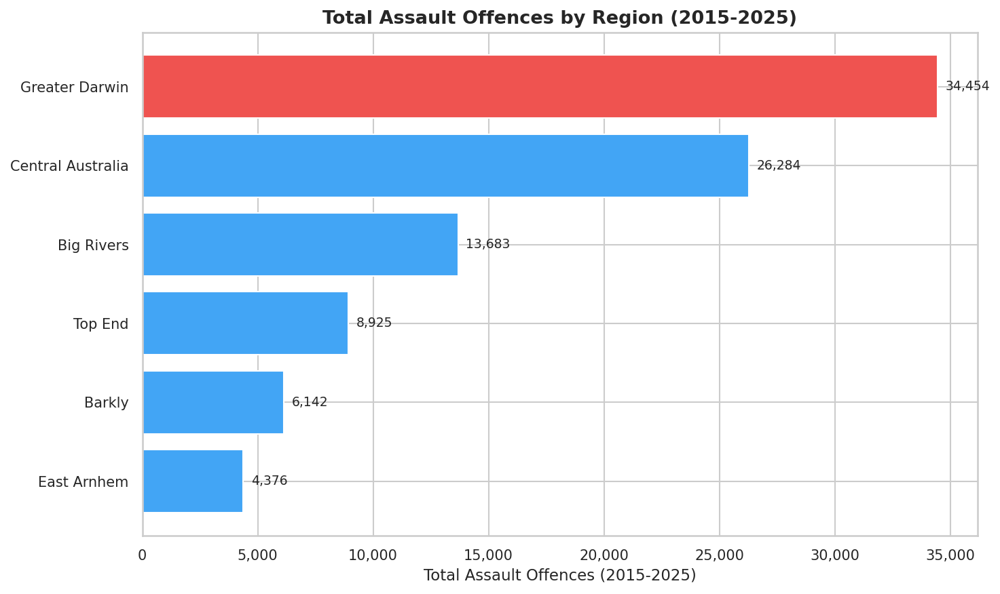 Total Assault Offences by Region (2015-2025)
Greater Darwin
34,454
Central Australia
26,284
Big Rivers
13,683
Top End
8,925
Barkly
6,142
East Arnhem
4,376
0 5,000 10,000 15,000 20,000 25,000 30,000 35,000
Total Assault Offences (2015-2025)